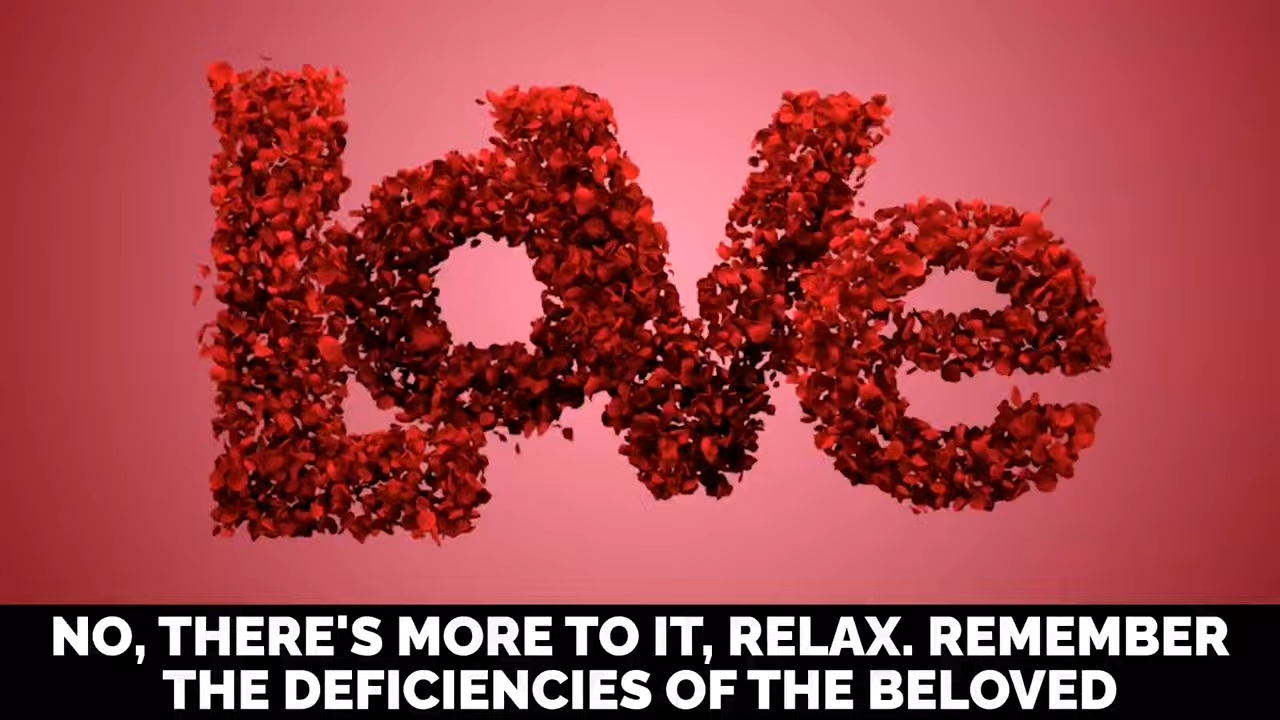 Love
NO, THERE'S MORE TO IT, RELAX. REMEMBER
THE DEFICIENCIES OF THE BELOVED